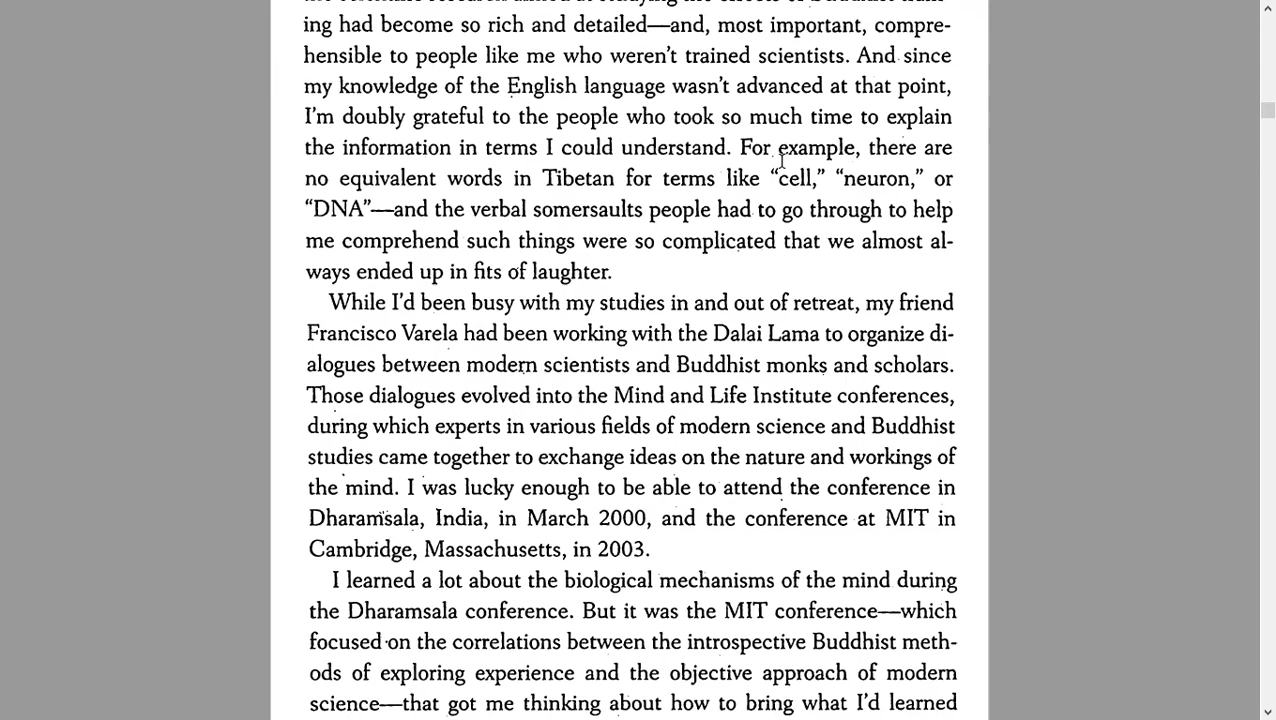 ing had become so rich and detailed—and, most important, compre-
hensible to people like me who weren't trained scientists. And since
my knowledge of the English language wasn't advanced at that point,
I'm doubly grateful to the people who took so much time to explain
the information in terms I could understand. For example, there are
no equivalent words in Tibetan for terms like “cell,” “neuron,” or
“DNA”—and the verbal somersaults people had to go through to help
me comprehend such things were so complicated that we almost al-
ways ended up in fits of laughter.
While I'd been busy with my studies in and out of retreat, my friend
Francisco Varela had been working with the Dalai Lama to organize di-
alogues between modern scientists and Buddhist monks and scholars.
Those dialogues evolved into the Mind and Life Institute conferences,
during which experts in various fields of modern science and Buddhist
studies came together to exchange ideas on the nature and workings of
the mind. I was lucky enough to be able to attend the conference in
Dharamsala, India, in March 2000, and the conference at MIT in
Cambridge, Massachusetts, in 2003.
I learned a lot about the biological mechanisms of the mind during
the Dharamsala conference. But it was the MIT conference—which
focused on the correlations between the introspective Buddhist meth-
ods of exploring experience and the objective approach of modern
science—that got me thinking about how to bring what I'd learned